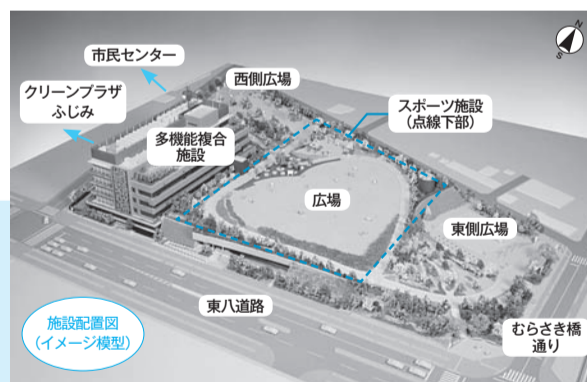 N
S
市民センター
西側広場
クリーンプラザ
ふじみ
スポーツ施設
(点線下部)
多機能複合
施設
広場
東側広場
東八道路
施設配置図
(イメージ模型)
むらさき橋
通り